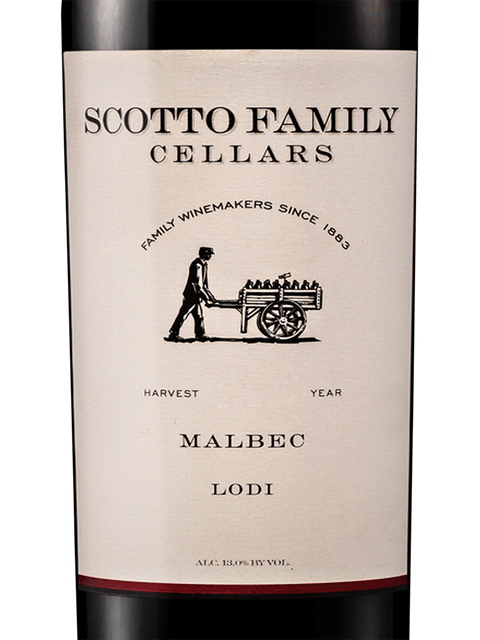 SCOTTO FAMILY
CELLARS
FAMILY WINEMAKERS SINCE 1883
HARVEST YEAR
MALBEC
LODI
ALC. 13.0% BY VOL.